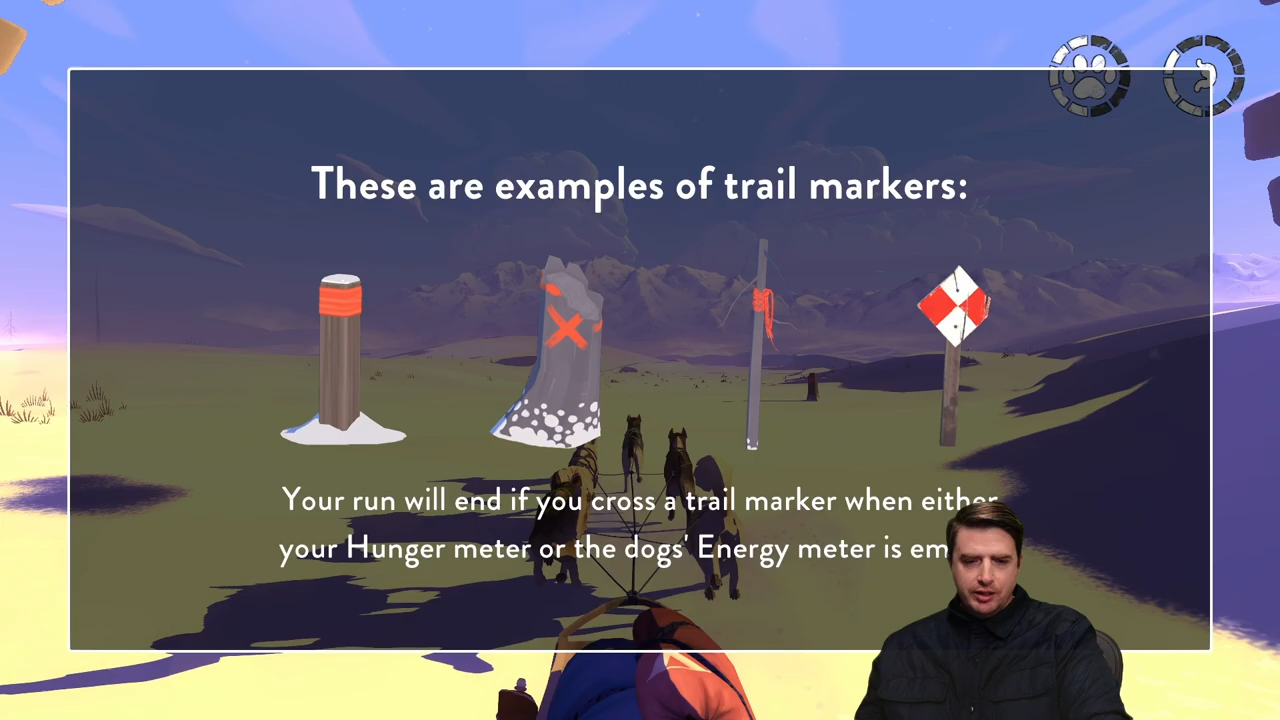 These are examples of trail markers:
Your run will end if you cross a trail marker when either
your Hunger meter or the dogs' Energy meter is em